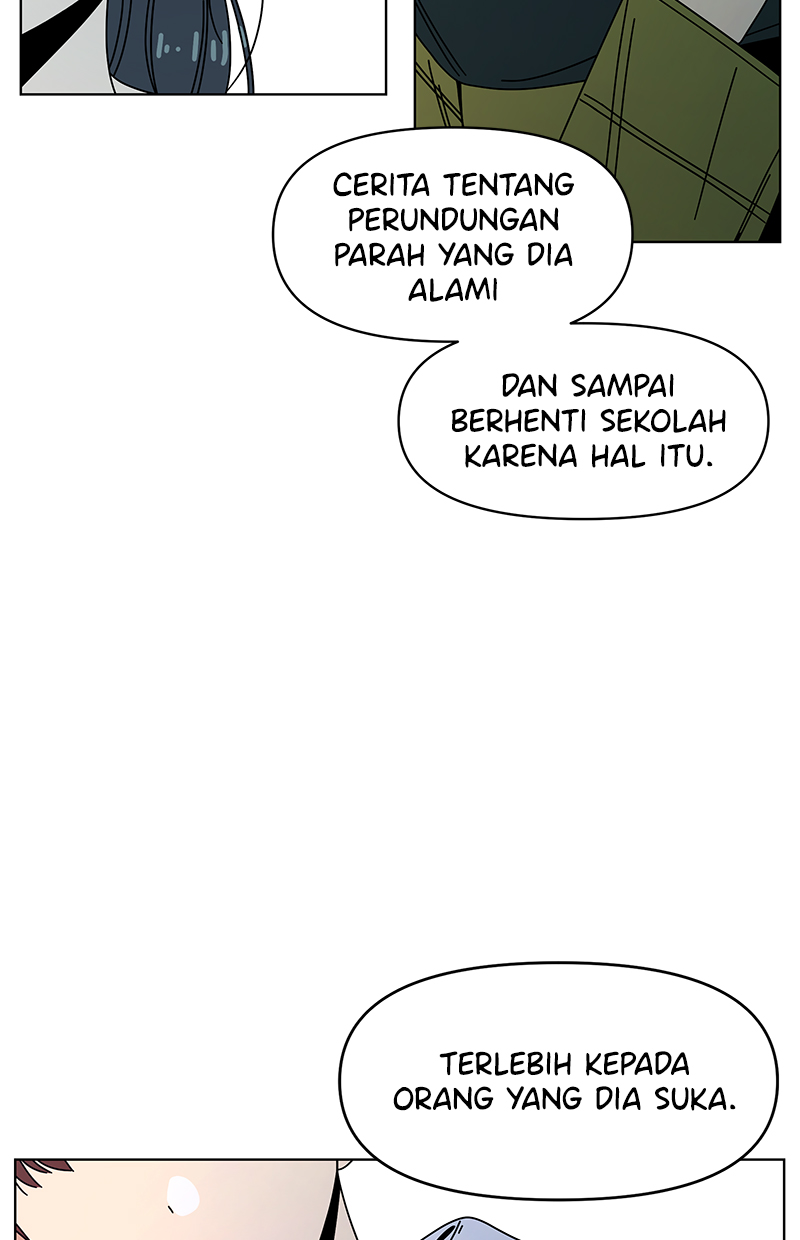 CERITA TENTANG
PERUNDUNGAN
PARAH YANG DIA
ALAMI
DAN SAMPAI
BERHENTI SEKOLAH
KARENA HAL ITU.
TERLEBIH KEPADA
ORANG YANG DIA SUKA.